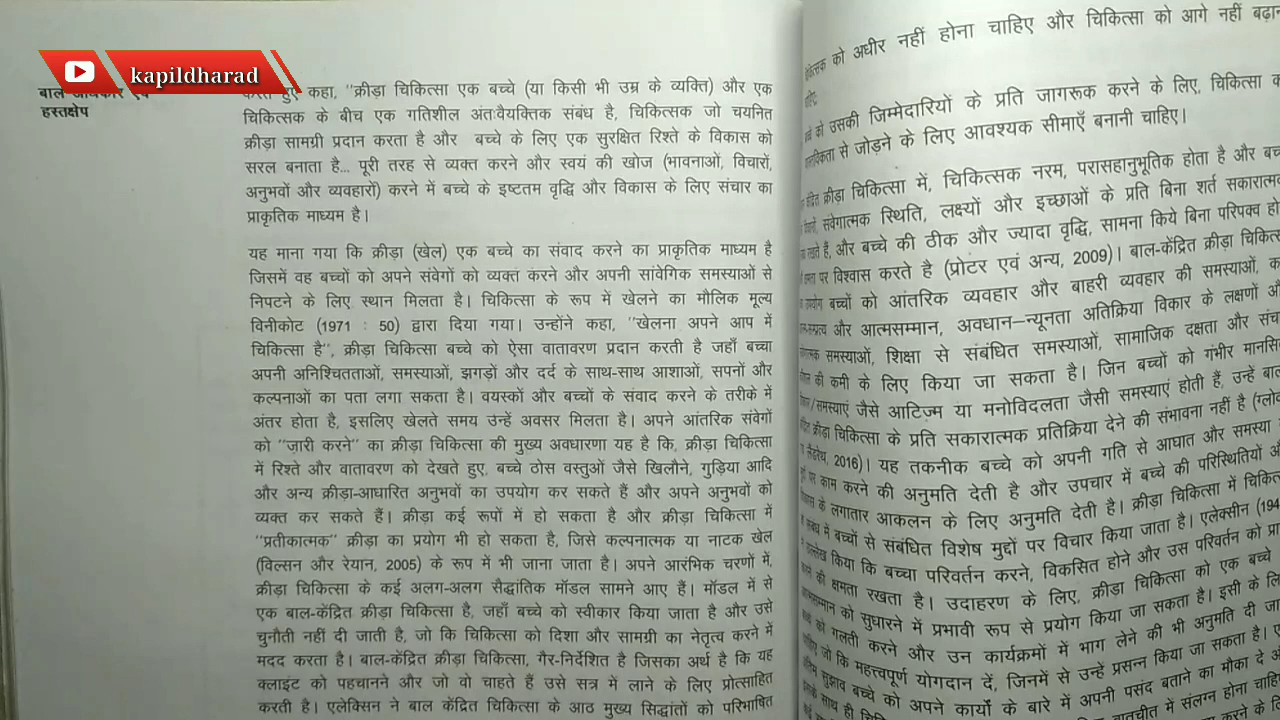 kapildharad
बाल अधिकार एवं
हस्तक्षेप
करते हुए कहा, "क्रीड़ा चिकित्सा एक बच्चे (या किसी भी उम्र के व्यक्ति) और एक
चिकित्सक के बीच एक गतिशील अंतःवैयक्तिक संबंध है, चिकित्सक जो चयनित
क्रीड़ा सामग्री प्रदान करता है और बच्चे के लिए एक सुरक्षित रिश्ते के विकास को
सरल बनाता है... पूरी तरह से व्यक्त करने और स्वयं की खोज (भावनाओं, विचारों,
अनुभवों और व्यवहारों) करने में बच्चे के इष्टतम वृद्धि और विकास के लिए संचार का
प्राकृतिक माध्यम है।
यह माना गया कि क्रीड़ा (खेल) एक बच्चे का संवाद करने का प्राकृतिक माध्यम है
जिसमें वह बच्चों को अपने संवेगों को व्यक्त करने और अपनी सांवेगिक समस्याओं से
निपटने के लिए स्थान मिलता है। चिकित्सा के रूप में खेलने का मौलिक मूल्य
विनीकोट (1971 : 50) द्वारा दिया गया। उन्होंने कहा, "खेलना अपने आप में
चिकित्सा है", क्रीड़ा चिकित्सा बच्चे को ऐसा वातावरण प्रदान करती है जहाँ बच्चा
अपनी अनिश्चितताओं, समस्याओं, झगड़ों और दर्द के साथ-साथ आशाओं, सपनों और
कल्पनाओं का पता लगा सकता है। वयस्कों और बच्चों के संवाद करने के तरीके में
अंतर होता है, इसलिए खेलते समय उन्हें अवसर मिलता है। अपने आंतरिक संवेगों
को "जारी करने" का क्रीड़ा चिकित्सा की मुख्य अवधारणा यह है कि, क्रीड़ा चिकित्सा
में रिश्ते और वातावरण को देखते हुए, बच्चे ठोस वस्तुओं जैसे खिलौने, गुड़िया आदि
और अन्य क्रीड़ा-आधारित अनुभवों का उपयोग कर सकते हैं और अपने अनुभवों को
व्यक्त कर सकते हैं। क्रीड़ा कई रूपों में हो सकता है और क्रीड़ा चिकित्सा में
"प्रतीकात्मक" क्रीड़ा का प्रयोग भी हो सकता है, जिसे कल्पनात्मक या नाटक खेल
(विल्सन और रेयान, 2005) के रूप में भी जाना जाता है। अपने आरंभिक चरणों में,
क्रीड़ा चिकित्सा के कई अलग-अलग सैद्धांतिक मॉडल सामने आए हैं। मॉडल में से
एक बाल-केंद्रित क्रीड़ा चिकित्सा है, जहाँ बच्चे को स्वीकार किया जाता है और उसे
चुनौती नहीं दी जाती है, जो कि चिकित्सा को दिशा और सामग्री का नेतृत्व करने में
मदद करता है। बाल-केंद्रित क्रीड़ा चिकित्सा, गैर-निर्देशित है जिसका अर्थ है कि यह
क्लाइंट को पहचानने और जो वो चाहते हैं उसे सत्र में लाने के लिए प्रोत्साहित
करती है। एलेक्सिन ने बाल केंद्रित चिकित्सा के आठ मुख्य सिद्धांतों को परिभाषित
को अधीर नहीं होना चाहिए और चिकित्सा को आगे नहीं
को उसकी जिम्मेदारियों के प्रति जागरूक करने के लिए, चिकित्सा
से जोड़ने के लिए आवश्यक सीमाएँ बनानी चाहिए।
क्रीड़ा चिकित्सा में, चिकित्सक नरम, परासहानुभूतिक होता है और
संवेगात्मक स्थिति, लक्ष्यों और इच्छाओं के प्रति बिना शर्त
हैं, और बच्चे की ठीक और ज्यादा वृद्धि, सामना किये बिना परिपक्व
पर विश्वास करते है (प्रोटर एवं अन्य, 2009)। बाल-केंद्रित क्रीड़ा
बच्चों को आंतरिक व्यवहार और बाहरी व्यवहार की समस्याओं,
और आत्मसम्मान, अवधान-न्यूनता अतिक्रिया विकार के लक्षणों
समस्याओं, शिक्षा से संबंधित समस्याओं, सामाजिक दक्षता और
की कमी के लिए किया जा सकता है। जिन बच्चों को गंभीर
समस्याएं जैसे आटिज्म या मनोविदलता जैसी समस्याएं होती हैं, उन्हें
क्रीड़ा चिकित्सा के प्रति सकारात्मक प्रतिक्रिया देने की संभावना नहीं है
2016)। यह तकनीक बच्चे को अपनी गति से आघात और समस्या
पर काम करने की अनुमति देती है और उपचार में बच्चे की परिस्थितियों
के लगातार आकलन के लिए अनुमति देती है। क्रीड़ा चिकित्सा में
में बच्चों से संबंधित विशेष मुद्दों पर विचार किया जाता है। एलेक्सीन
किया कि बच्चा परिवर्तन करने, विकसित होने और उस परिवर्तन को
की क्षमता रखता है। उदाहरण के लिए, क्रीड़ा चिकित्सा को एक बच्चे
को सुधारने में प्रभावी रूप से प्रयोग किया जा सकता है। इसी के
को गलती करने और उन कार्यक्रमों में भाग लेने की भी अनुमति दी
जो कि महत्वपूर्ण योगदान दें, जिनमें से उन्हें प्रसन्न किया जा सकता है।
सुझाव बच्चे को अपने कार्यों के बारे में अपनी पसंद बताने का मौका दे
साथ ही
में संलग्न होना